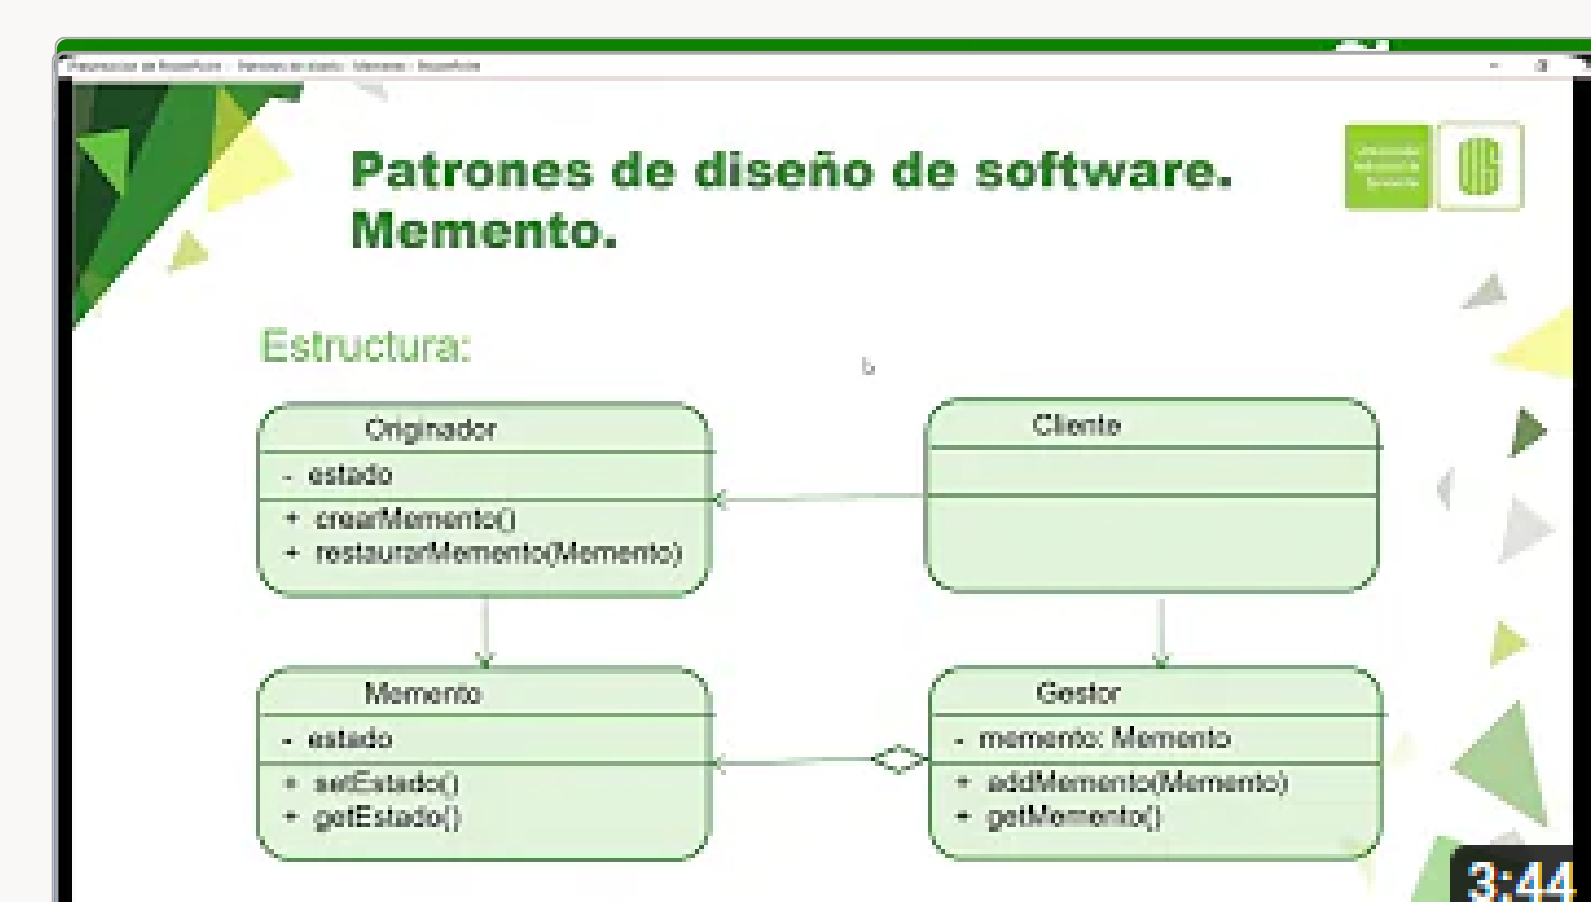 Patrones de diseño de software.
Memento.
Estructura:
Originador
- estado
+ crearMemento()
+ restaurarMemento(Memento)
Cliente
Memento
- estado
+ setEstado()
+ getEstado()
Gestor
- memento: Memento
+ addMemento(Memento)
+ getMemento()
3:44